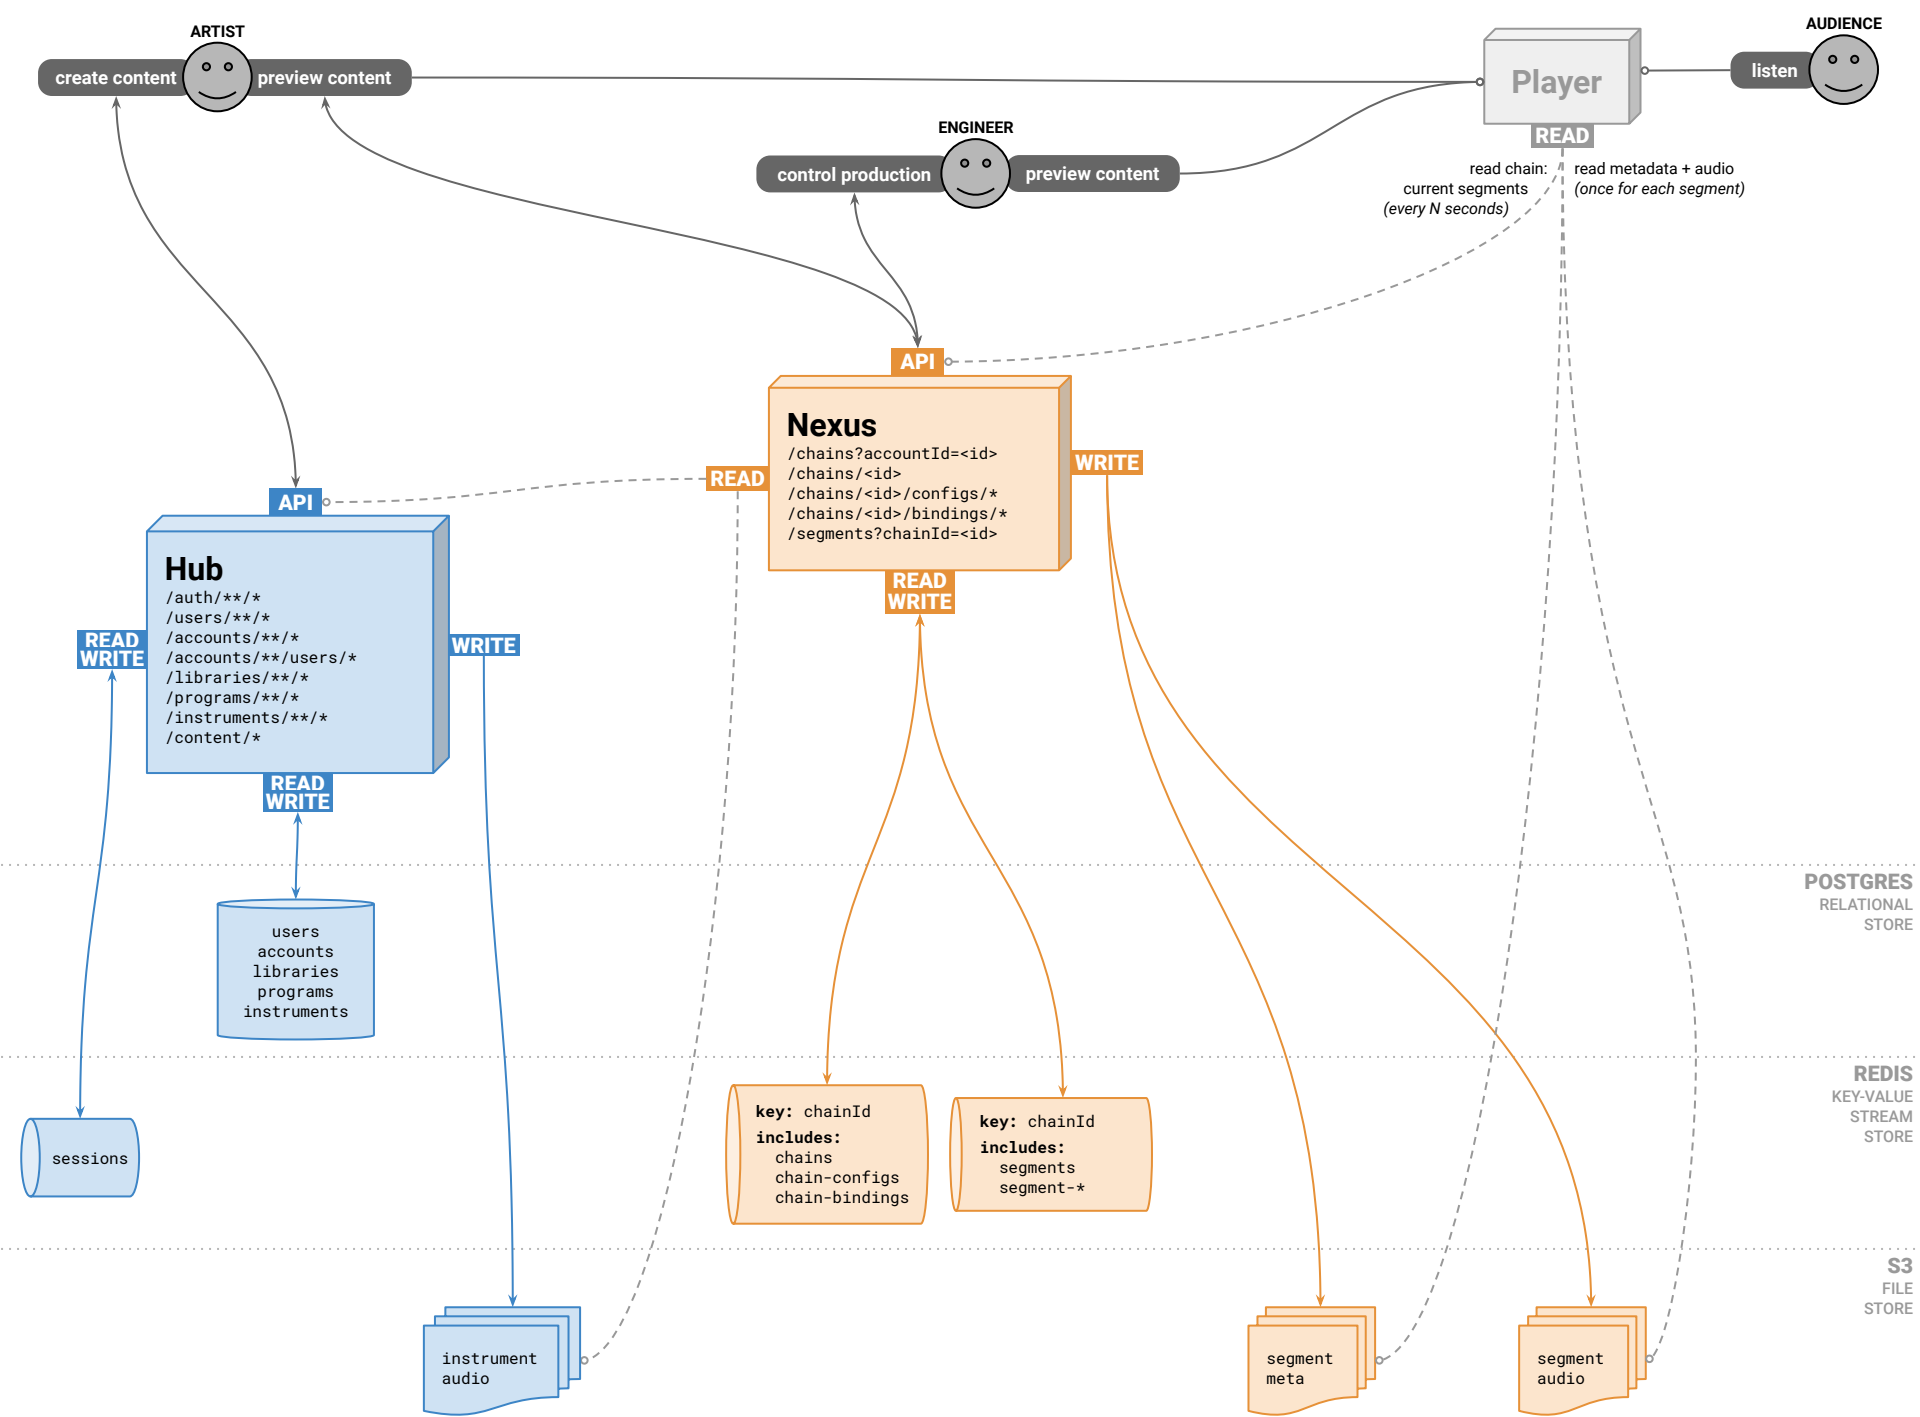 ARTIST
create content
preview content
ENGINEER
control production
preview content
Player
READ
AUDIENCE
listen
read chain:
current segments
(every N seconds)
read metadata + audio
(once for each segment)
API
Nexus
/chains?accountId=<id>
/chains/<id>
/chains/<id>/configs/*
/chains/<id>/bindings/*
/segments?chainId=<id>
READ
WRITE
READ
WRITE
API
Hub
/auth/**/*
/users/**/*
/accounts/**/*
/accounts/**/users/*
/libraries/**/*
/programs/**/*
/instruments/**/*
/content/*
READ
WRITE
WRITE
READ
WRITE
POSTGRES
RELATIONAL
STORE
users
accounts
libraries
programs
instruments
REDIS
KEY-VALUE
STREAM
STORE
sessions
key: chainId
includes:
chains
chain-configs
chain-bindings
key: chainId
includes:
segments
segment-*
S3
FILE
STORE
instrument
audio
segment
meta
segment
audio